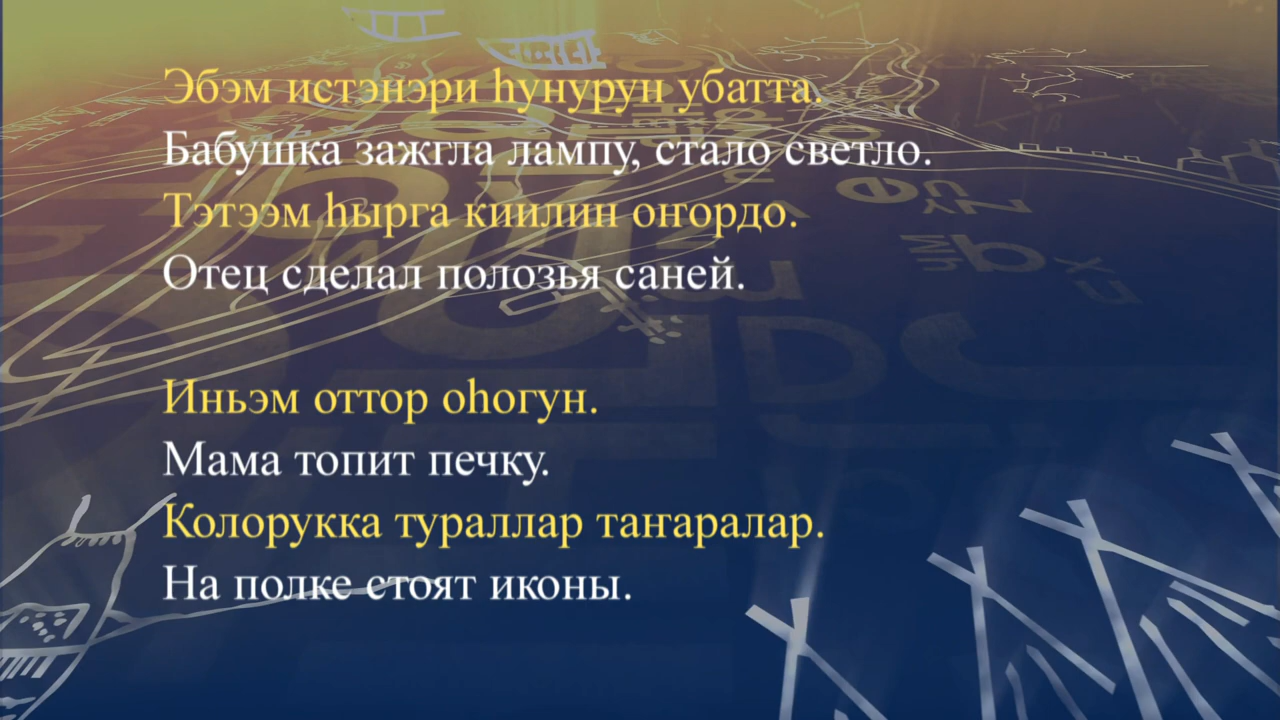 Эбэм истэнэри һунурун убатта.
Бабушка зажгла лампу, стало светло.
Тэтээм һырга киилин оҥордо.
Отец сделал полозья саней.
Иньэм оттор оһогун.
Мама топит печку.
Колорукка тураллар таҥаралар.
На полке стоят иконы.